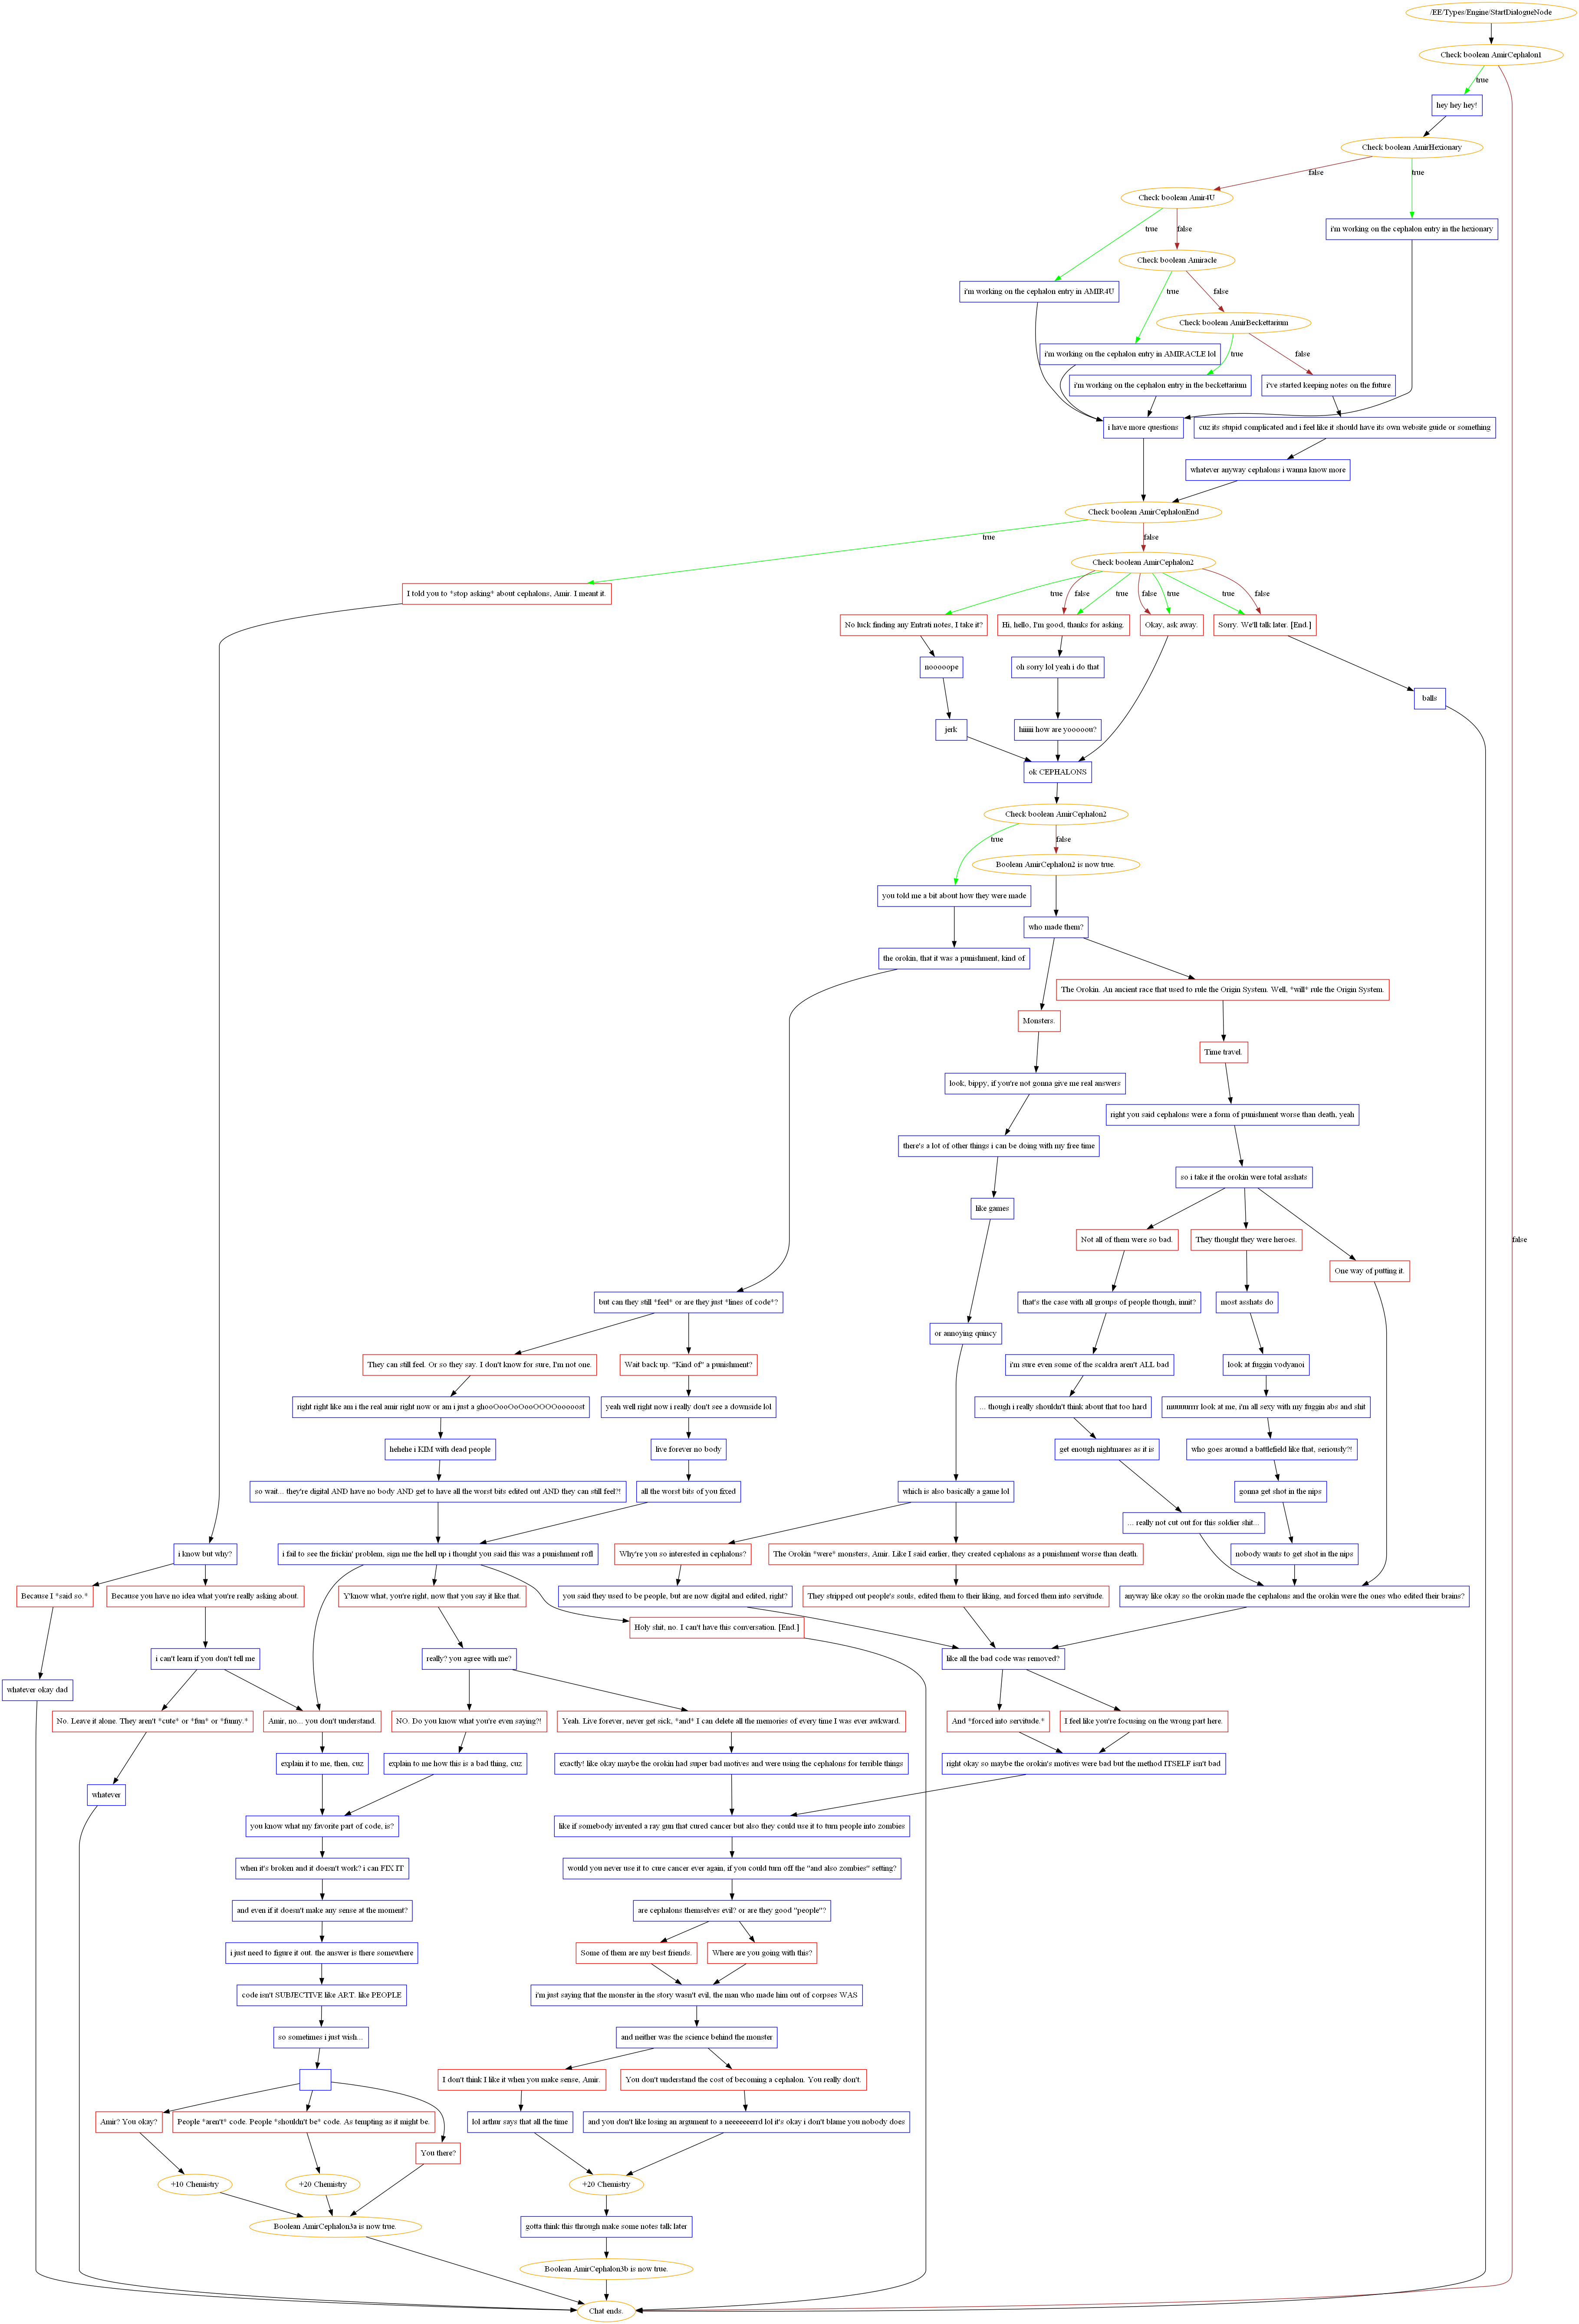 /EE/Types/Engine/StartDialogueNode
Check boolean AmirCephalon1
true
hey hey hey!
Check boolean AmirHexionary
false
true
Check boolean Amir4U
i'm working on the cephalon entry in the hexionary
true
false
Check boolean Amiracle
i'm working on the cephalon entry in AMIR4U
true
false
Check boolean AmirBeckettarium
i'm working on the cephalon entry in AMIRACLE lol
true
false
i'm working on the cephalon entry in the beckettarium
i've started keeping notes on the future
i have more questions
cuz its stupid complicated and i feel like it should have its own website guide or something
whatever anyway cephalons i wanna know more
Check boolean AmirCephalonEnd
true
false
Check boolean AmirCephalon2
I told you to *stop asking* about cephalons, Amir. I meant it.
true
false
true
false
true
true
false
No luck finding any Entrati notes, I take it?
Hi, hello, I'm good, thanks for asking.
Okay, ask away.
Sorry. We'll talk later. [End.]
nooooope
oh sorry lol yeah i do that
balls
jerk
hiiiiii how are yooooou?
ok CEPHALONS
Check boolean AmirCephalon2
true
false
Boolean AmirCephalon2 is now true.
you told me a bit about how they were made
who made them?
the orokin, that it was a punishment, kind of
The Orokin. An ancient race that used to rule the Origin System. Well, *will* rule the Origin System.
Monsters.
Time travel.
look, bippy, if you're not gonna give me real answers
right you said cephalons were a form of punishment worse than death, yeah
there's a lot of other things i can be doing with my free time
so i take it the orokin were total asshats
like games
Not all of them were so bad.
They thought they were heroes.
false
One way of putting it.
but can they still *feel* or are they just *lines of code*?
that's the case with all groups of people though, innit?
most asshats do
or annoying quincy
They can still feel. Or so they say. I don't know for sure, I'm not one.
Wait back up. "Kind of" a punishment?
i'm sure even some of the scaldra aren't ALL bad
look at fuggin vodyanoi
right right like am i the real amir right now or am i just a ghooOooOoOooOOOOooooost
yeah well right now i really don't see a downside lol
... though i really shouldn't think about that too hard
muuuurrrr look at me, i'm all sexy with my fuggin abs and shit
hehehe i KIM with dead people
live forever no body
get enough nightmares as it is
who goes around a battlefield like that, seriously?!
so wait... they're digital AND have no body AND get to have all the worst bits edited out AND they can still feel?!
all the worst bits of you fixed
which is also basically a game lol
gonna get shot in the nips
... really not cut out for this soldier shit...
i know but why?
i fail to see the frickin' problem, sign me the hell up i thought you said this was a punishment rofl
Why're you so interested in cephalons?
The Orokin *were* monsters, Amir. Like I said earlier, they created cephalons as a punishment worse than death.
nobody wants to get shot in the nips
Because I *said so.*
Because you have no idea what you're really asking about.
Y'know what, you're right, now that you say it like that.
you said they used to be people, but are now digital and edited, right?
They stripped out people's souls, edited them to their liking, and forced them into servitude.
anyway like okay so the orokin made the cephalons and the orokin were the ones who edited their brains?
Holy shit, no. I can't have this conversation. [End.]
i can't learn if you don't tell me
really? you agree with me?
like all the bad code was removed?
whatever okay dad
No. Leave it alone. They aren't *cute* or *fun* or *funny.*
Amir, no... you don't understand.
NO. Do you know what you're even saying?!
Yeah. Live forever, never get sick, *and* I can delete all the memories of every time I was ever awkward.
And *forced into servitude.*
I feel like you're focusing on the wrong part here.
explain it to me, then, cuz
explain to me how this is a bad thing, cuz
exactly! like okay maybe the orokin had super bad motives and were using the cephalons for terrible things
right okay so maybe the orokin's motives were bad but the method ITSELF isn't bad
whatever
you know what my favorite part of code, is?
like if somebody invented a ray gun that cured cancer but also they could use it to turn people into zombies
when it's broken and it doesn't work? i can FIX IT
would you never use it to cure cancer ever again, if you could turn off the "and also zombies" setting?
and even if it doesn't make any sense at the moment?
are cephalons themselves evil? or are they good "people"?
i just need to figure it out. the answer is there somewhere
Some of them are my best friends.
Where are you going with this?
code isn't SUBJECTIVE like ART. like PEOPLE
i'm just saying that the monster in the story wasn't evil, the man who made him out of corpses WAS
so sometimes i just wish...
and neither was the science behind the monster
I don't think I like it when you make sense, Amir.
You don't understand the cost of becoming a cephalon. You really don't.
Amir? You okay?
People *aren't* code. People *shouldn't be* code. As tempting as it might be.
lol arthur says that all the time
and you don't like losing an argument to a neeeeeeerd lol it's okay i don't blame you nobody does
You there?
+10 Chemistry
+20 Chemistry
+20 Chemistry
Boolean AmirCephalon3a is now true.
gotta think this through make some notes talk later
Boolean AmirCephalon3b is now true.
Chat ends.